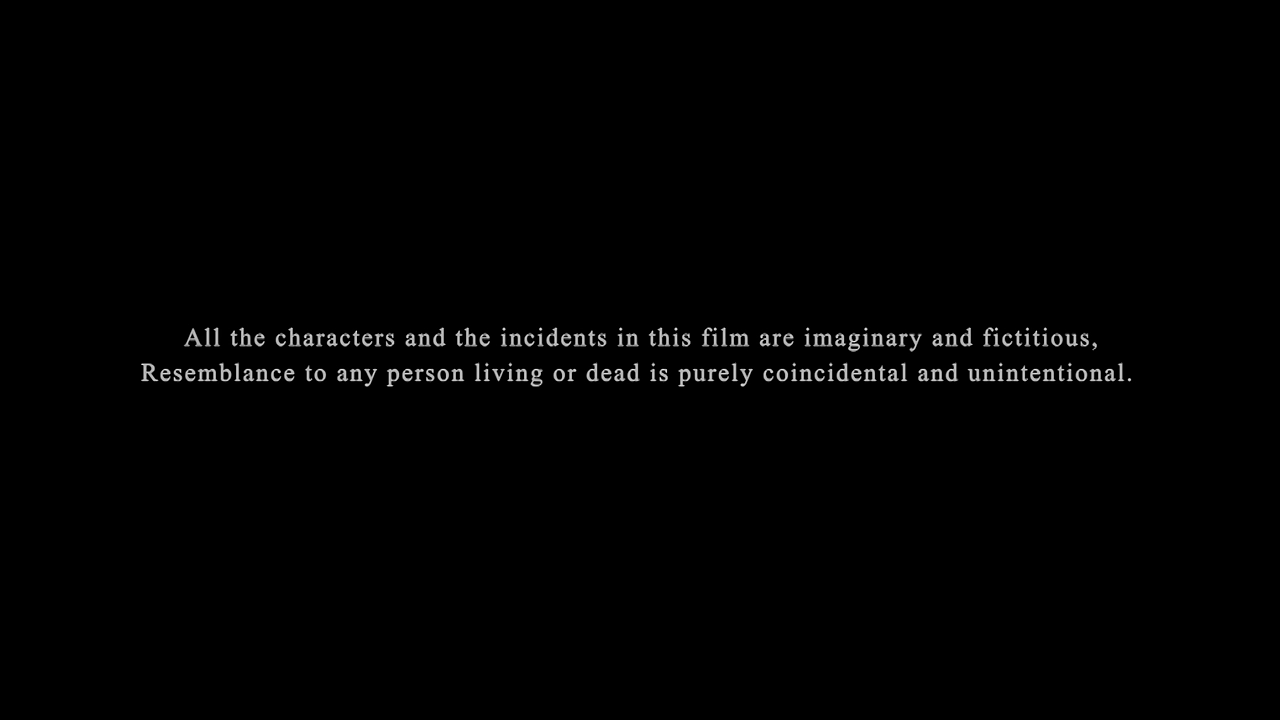 All the characters and the incidents in this film are imaginary and fictitious,
Resemblance to any person living or dead is purely coincidental and unintentional.